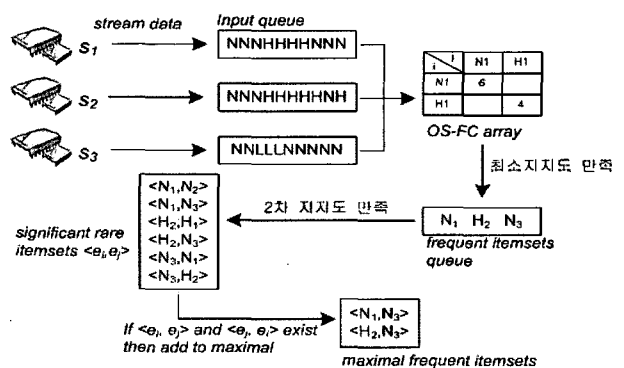 stream data
Input queue
S1
NNNHHHHNNN
S2
NNNHHHHHNH
S3
NNLLLNNNNN
i j N1 H1
N1 6
H1 4
OS-FC array
최소지지도 만족
2차 지지도 만족
N1 H2 N3
frequent itemsets
queue
significant rare
itemsets <ei,ej>
<N1,N2>
<N1,N3>
<H2,H1>
<H2,N3>
<N3,N1>
<N3,H2>
If <ei, ej> and <ej, ei> exist
then add to maximal
<N1,N3>
<H2,N3>
maximal frequent itemsets